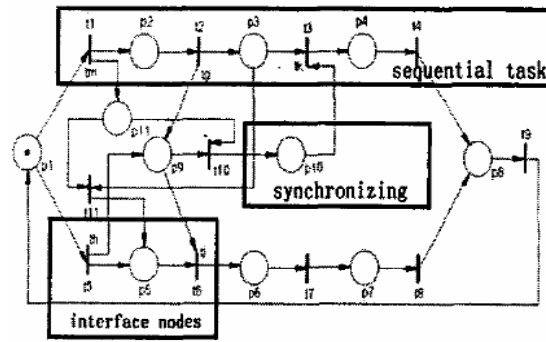 t1 p2 t2 p3 t3 p4 t4
sequential task
p11
t9
p1
p9
t10
p10
p8
t11
synchronizing
t5 p5 t6 p6 t7 p7 t8
interface nodes